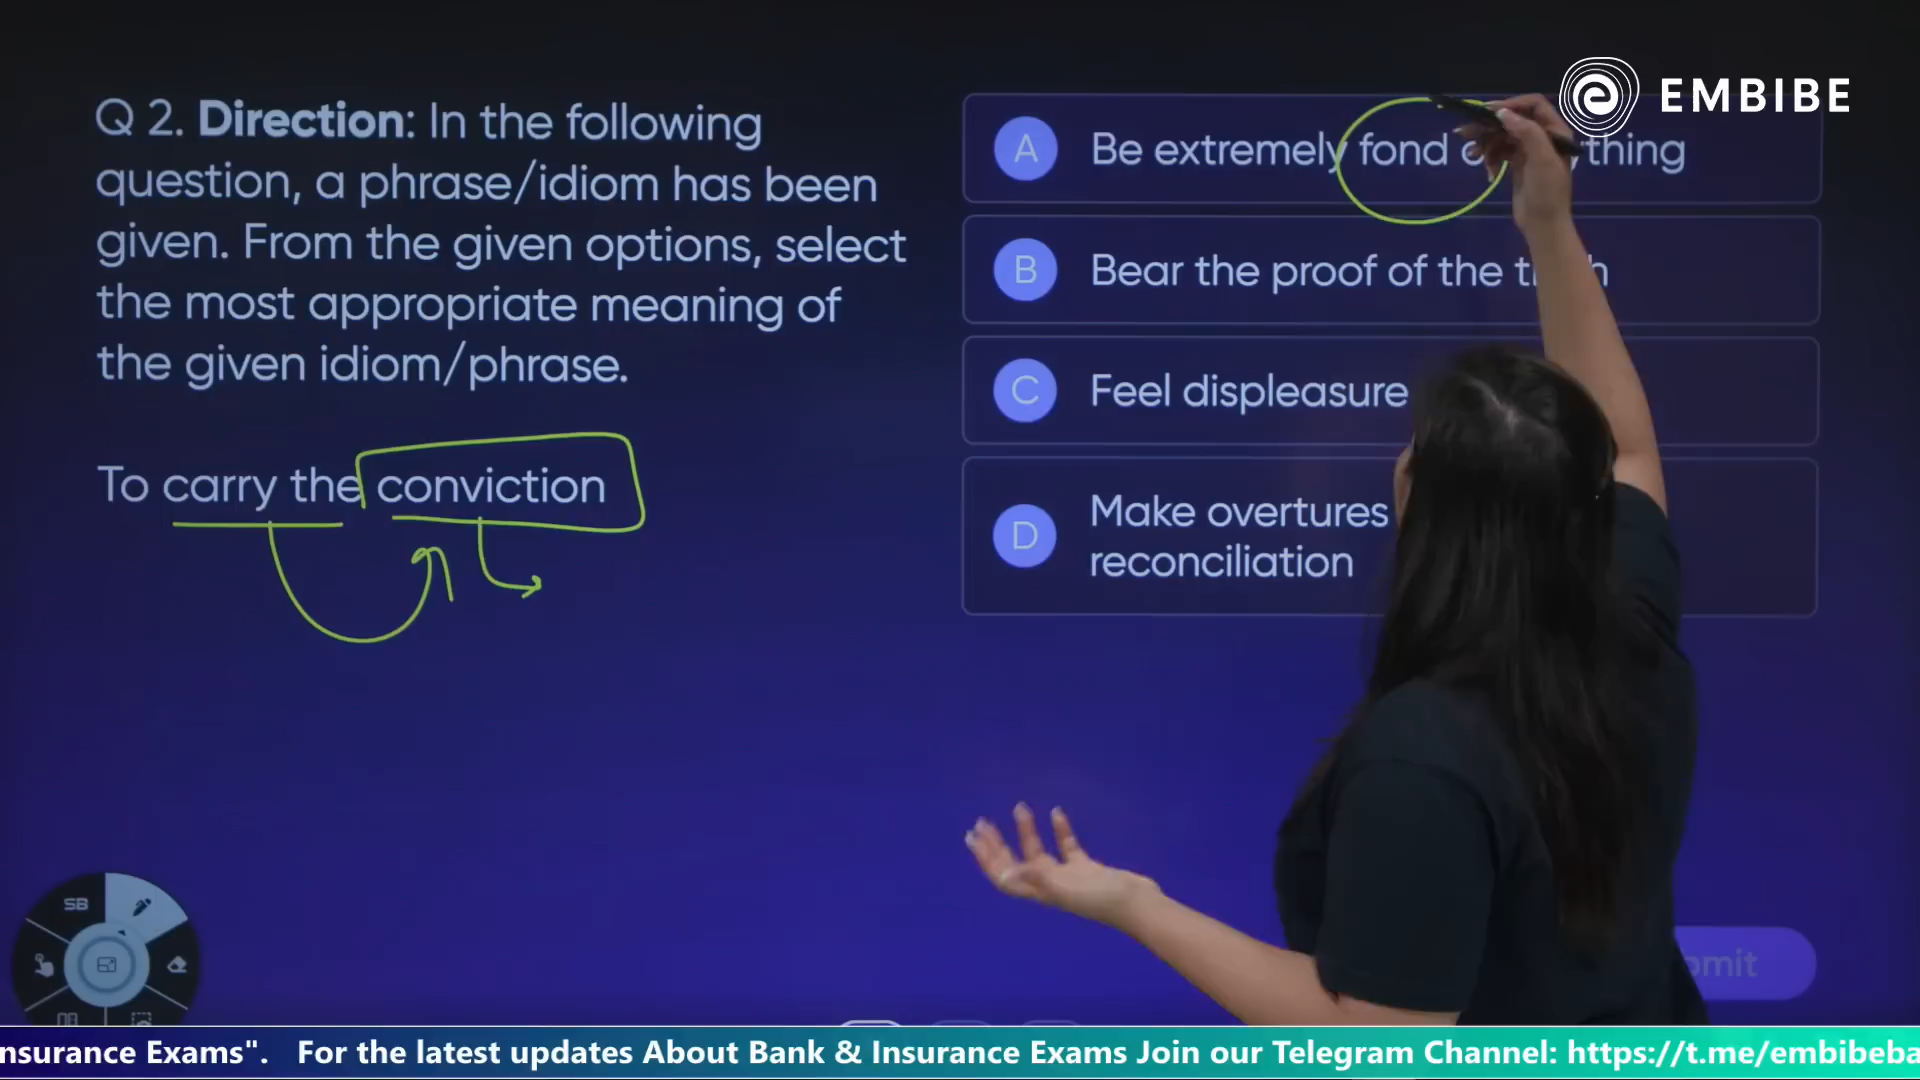 EMBIBE
Q 2. Direction: In the following
question, a phrase/idiom has been
given. From the given options, select
the most appropriate meaning of
the given idiom/phrase.
To carry the conviction
A Be extremely fond
B Bear the proof of the
C Feel displeasure
D Make overtures
reconciliation
SB
nsurance Exams". For the latest updates About Bank & Insurance Exams Join our Telegram Channel: https://t.me/embibeba